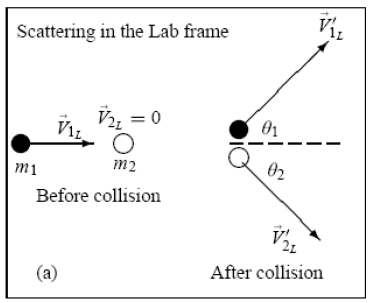 Scattering in the Lab frame
V⃗₁L
V⃗₂L = 0
m₁
m₂
Before collision
(a)
V⃗′₁L
θ₁
θ₂
V⃗′₂L
After collision